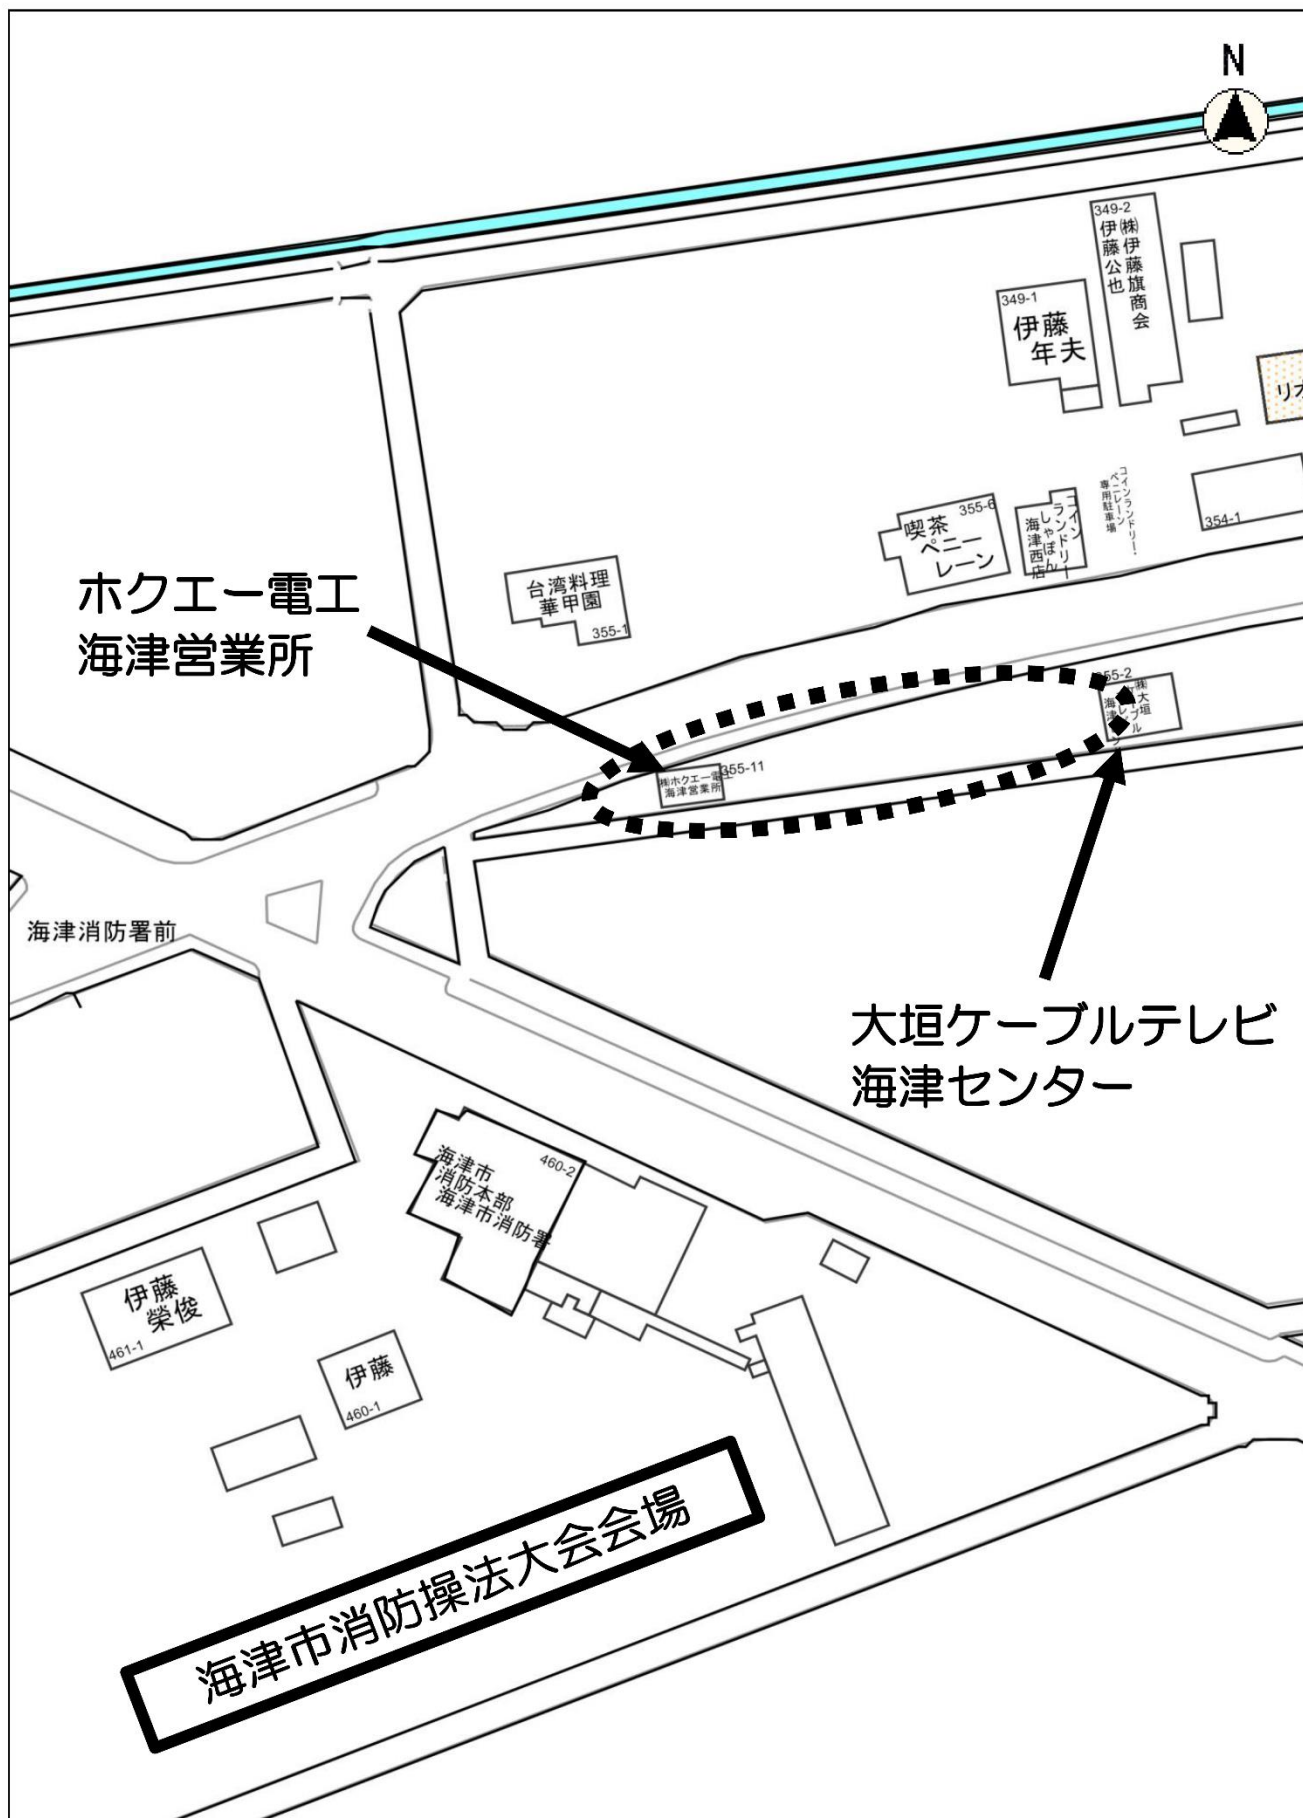 N
349-2
㈱伊藤旗商会
伊藤公也
349-1
伊藤
年夫
リオ
コインランドリー・
ペニーレーン
専用駐車場
354-1
355-6
喫茶
ペニー
レーン
コイン
ランドリー
しゃぼん
海津西店
台湾料理
華甲園
355-1
ホクエー電工
海津営業所
355-2
㈱大垣
ケーブル
テレビ
海津
355-11
㈱ホクエー電工
海津営業所
海津消防署前
大垣ケーブルテレビ
海津センター
海津市
消防本部
海津市消防署
460-2
伊藤
榮俊
461-1
伊藤
460-1
海津市消防操法大会会場